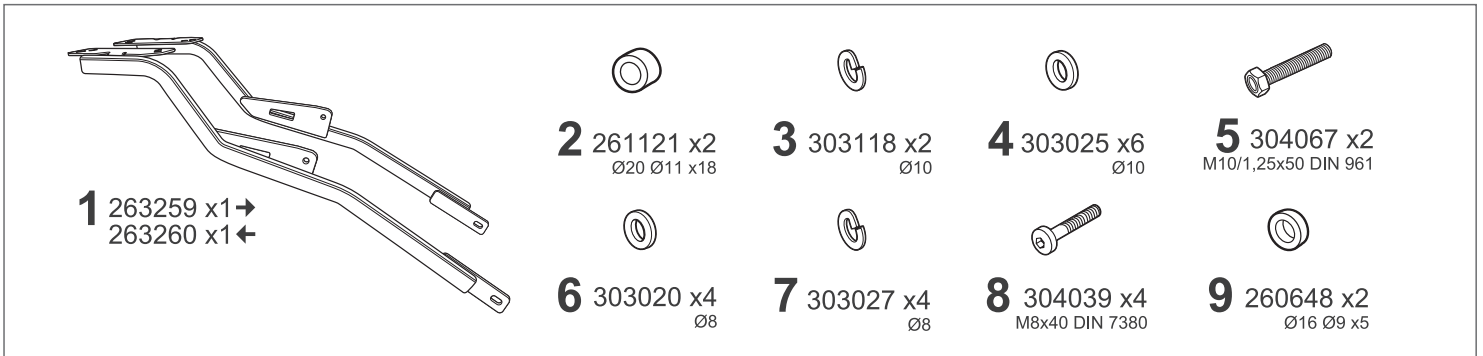 1 263259 x1→
263260 x1←
2 261121 x2
Ø20 Ø11 x18
3 303118 x2
Ø10
4 303025 x6
Ø10
5 304067 x2
M10/1,25x50 DIN 961
6 303020 x4
Ø8
7 303027 x4
Ø8
8 304039 x4
M8x40 DIN 7380
9 260648 x2
Ø16 Ø9 x5